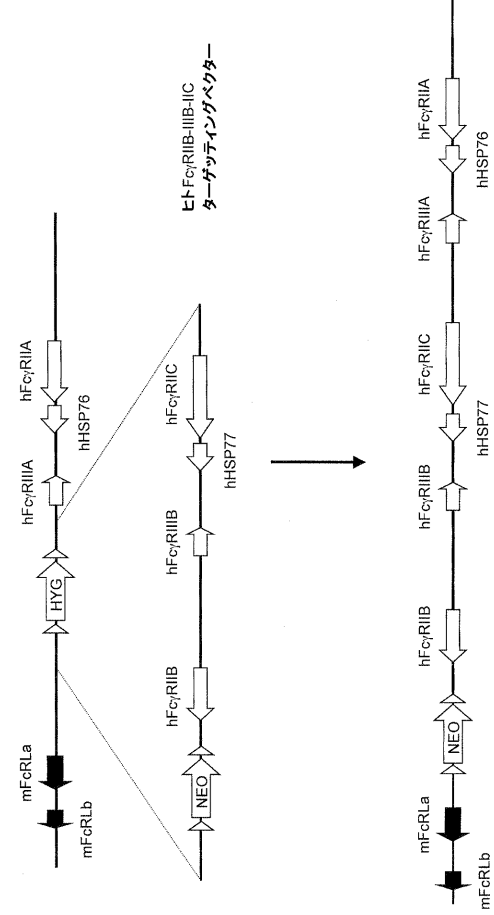 mFcRLa
mFcRLb
HYG
hFcγRIIIA
hHSP76
hFcγRIIA
NEO
hFcγRIIB
hFcγRIIIB
hHSP77
hFcγRIIC
ヒトFcγRIIB-IIIB-IIC
ターゲッティングベクター
mFcRLb
mFcRLa
NEO
hFcγRIIB
hFcγRIIIB
hHSP77
hFcγRIIC
hFcγRIIIA
hHSP76
hFcγRIIA